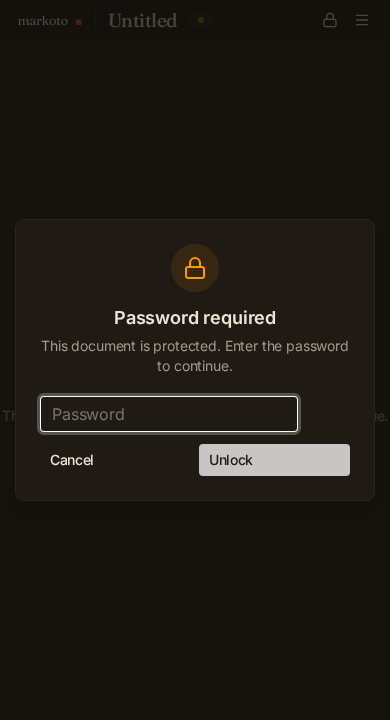 markoto
Untitled
Password required
This document is protected. Enter the password
to continue.
Password
Cancel
Unlock